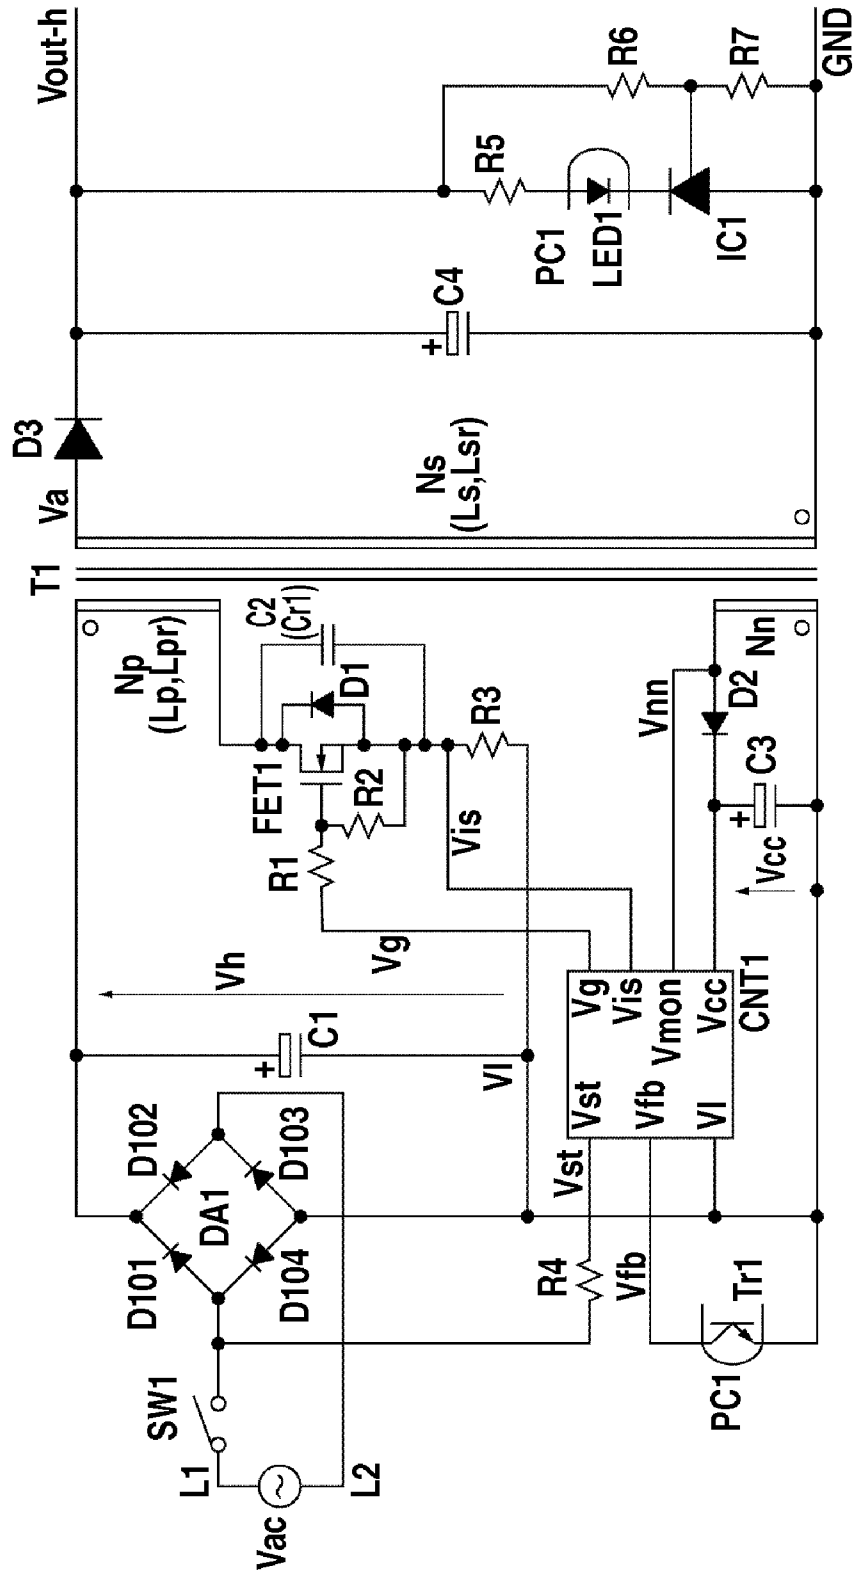 Vac
L1
L2
SW1
D101
D102
DA1
D104
D103
Vh
+
C1
Vl
R4
Vst
Vfb
PC1
Tr1
Vst
Vfb
Vl
Vg
Vis
Vmon
Vcc
CNT1
Vg
R1
R2
FET1
Vis
R3
D1
C2
(Cr1)
Np
(Lp,Lpr)
T1
Vcc
+
C3
D2
Vnn
Nn
Va
D3
Ns
(Ls,Lsr)
+
C4
PC1
LED1
R5
IC1
R6
R7
Vout-h
GND